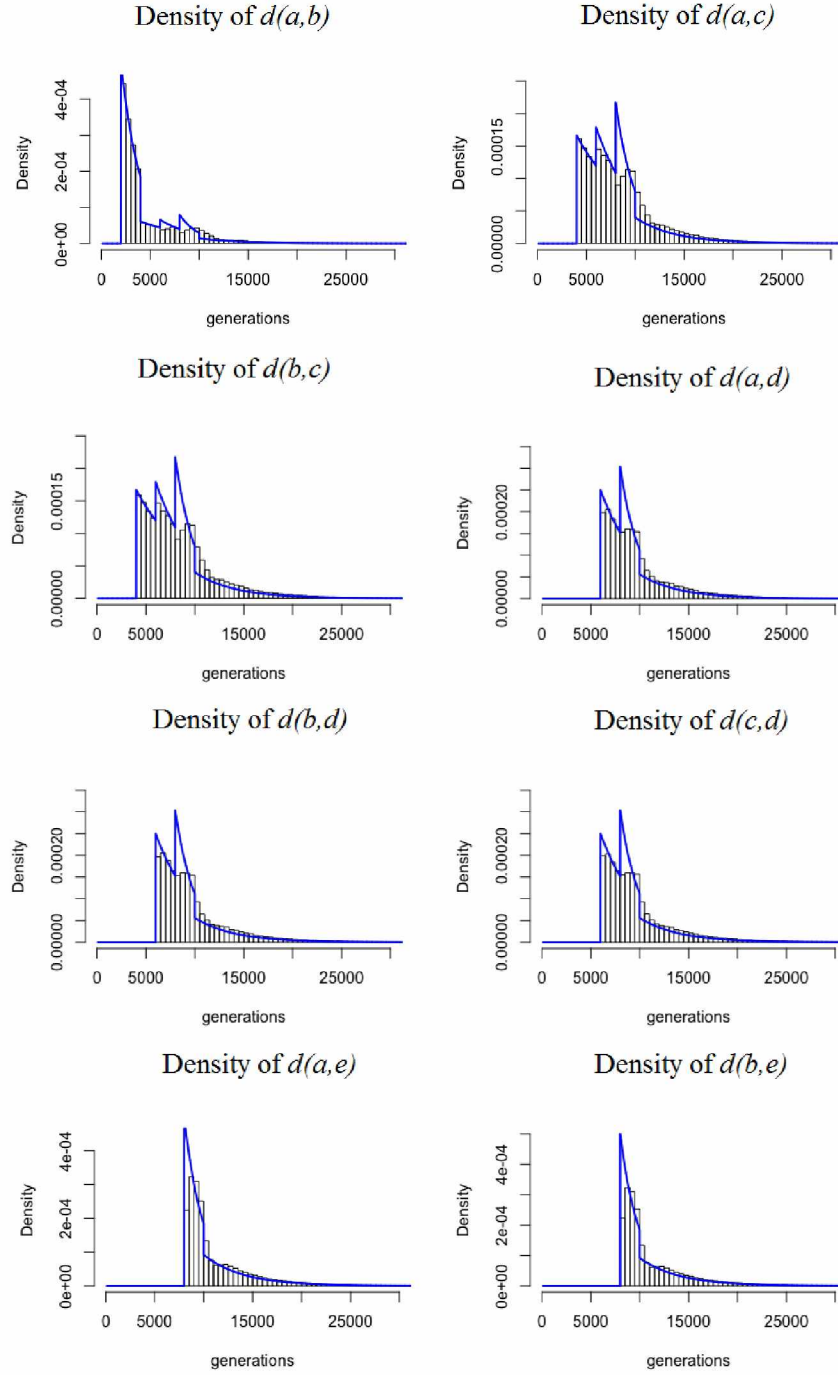 Density of d(a,b)
Density
0e+00 2e-04 4e-04
0 5000 15000 25000
generations
Density of d(a,c)
Density
0.00000 0.00015
0 5000 15000 25000
generations
Density of d(b,c)
Density
0.00000 0.00015
0 5000 15000 25000
generations
Density of d(a,d)
Density
0.00000 0.00020
0 5000 15000 25000
generations
Density of d(b,d)
Density
0.00000 0.00020
0 5000 15000 25000
generations
Density of d(c,d)
Density
0.00000 0.00020
0 5000 15000 25000
generations
Density of d(a,e)
Density
0e+00 2e-04 4e-04
0 5000 15000 25000
generations
Density of d(b,e)
Density
0e+00 2e-04 4e-04
0 5000 15000 25000
generations